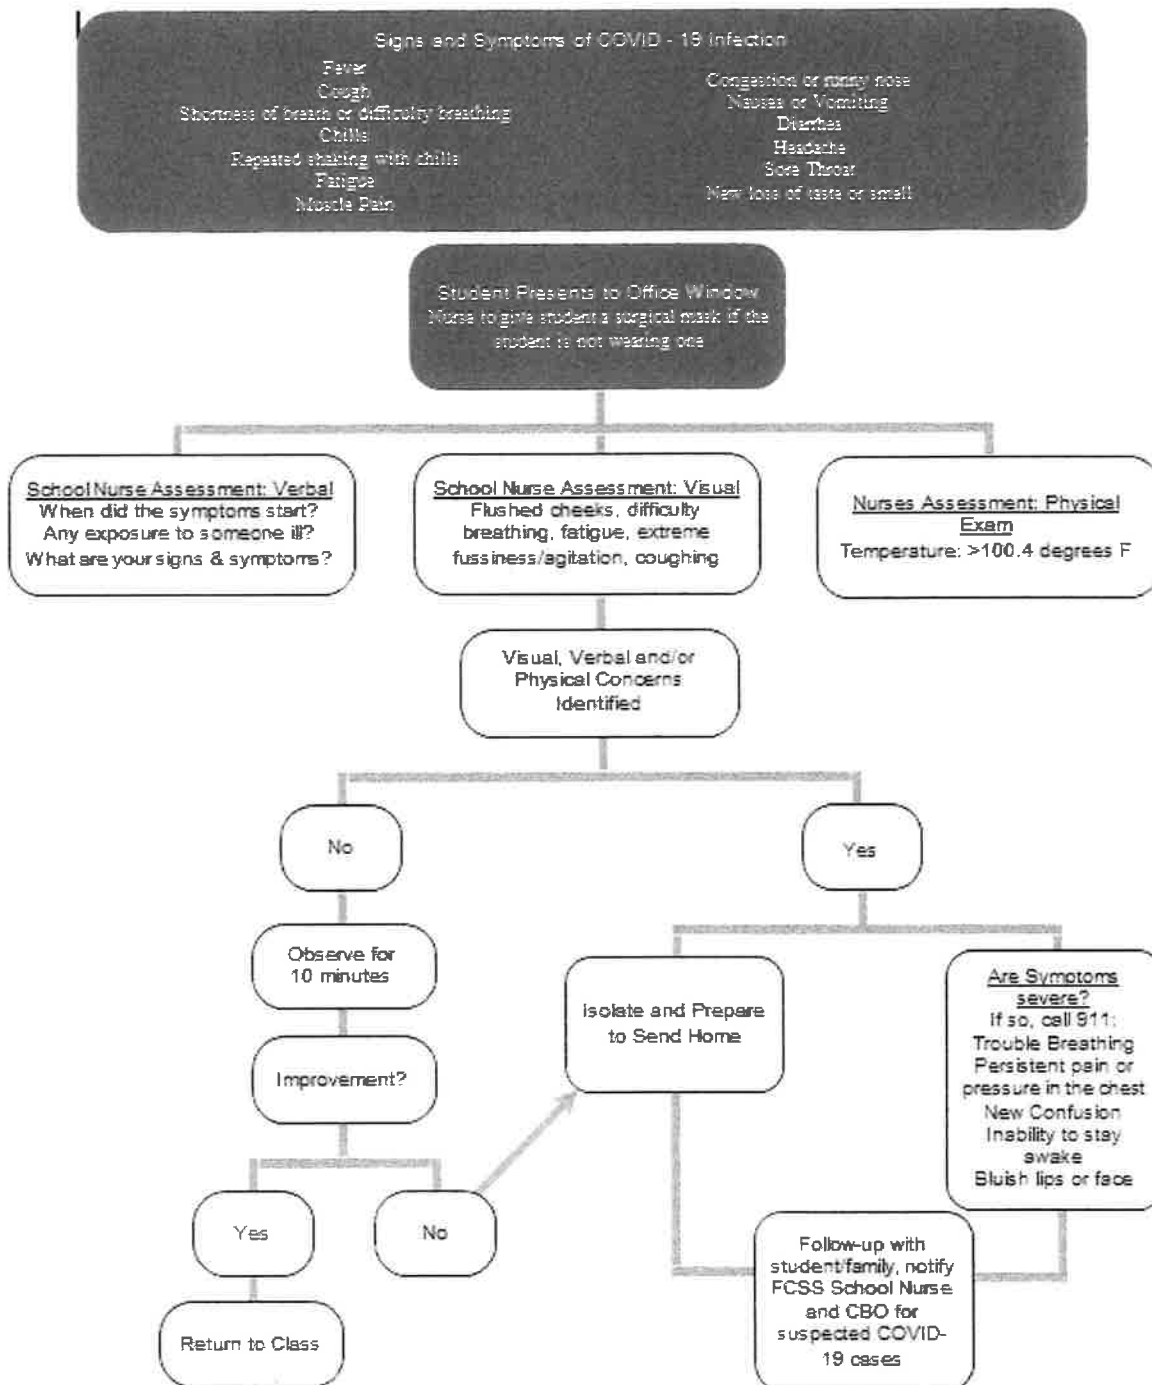 Signs and Symptoms of COVID - 19 Infection
Fever
Cough
Shortness of breath or difficulty breathing
Chills
Repeated shaking with chills
Fatigue
Muscle Pain
Congestion or runny nose
Nausea or Vomiting
Diarrhea
Headache
Sore Throat
New loss of taste or smell
Student Presents to Office Window
Nurse to give student a surgical mask if the
student is not wearing one
School Nurse Assessment: Verbal
When did the symptoms start?
Any exposure to someone ill?
What are your signs & symptoms?
School Nurse Assessment: Visual
Flushed cheeks, difficulty
breathing, fatigue, extreme
fussiness/agitation, coughing
Nurses Assessment: Physical
Exam
Temperature: >100.4 degrees F
Visual, Verbal and/or
Physical Concerns
Identified
No
Yes
Observe for
10 minutes
Improvement?
Isolate and Prepare
to Send Home
Are Symptoms
severe?
If so, call 911:
Trouble Breathing
Persistent pain or
pressure in the chest
New Confusion
Inability to stay
awake
Bluish lips or face
Yes
No
Return to Class
Follow-up with
student/family, notify
FCSS School Nurse
and CBO for
suspected COVID-
19 cases